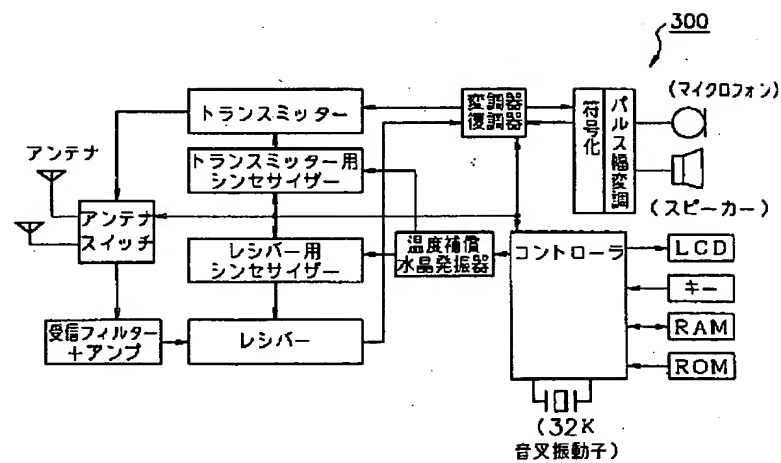 300
トランスミッター
変調器
復調器
符号化
パルス幅変調
(マイクロフォン)
アンテナ
トランスミッター用
シンセサイザー
(スピーカー)
アンテナ
スイッチ
レシバー用
シンセサイザー
温度補償
水晶発振器
コントローラ
LCD
キー
RAM
ROM
受信フィルター
+アンプ
レシバー
(32K
音叉振動子)